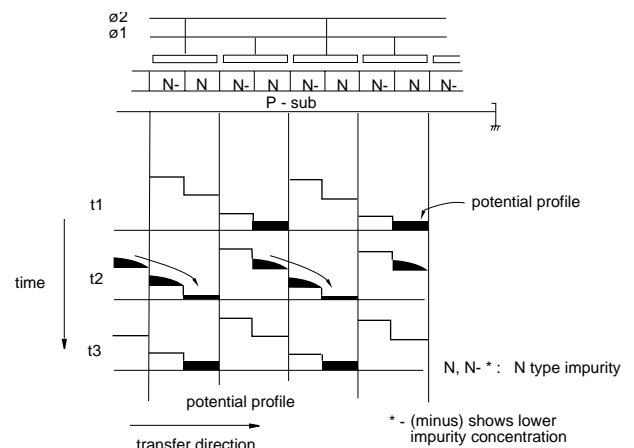 ø2
ø1
N- N N- N N- N N- N N-
P - sub
t1
potential profile
time
t2
t3
N, N- * : N type impurity
potential profile
* - (minus) shows lower
impurity concentration
transfer direction